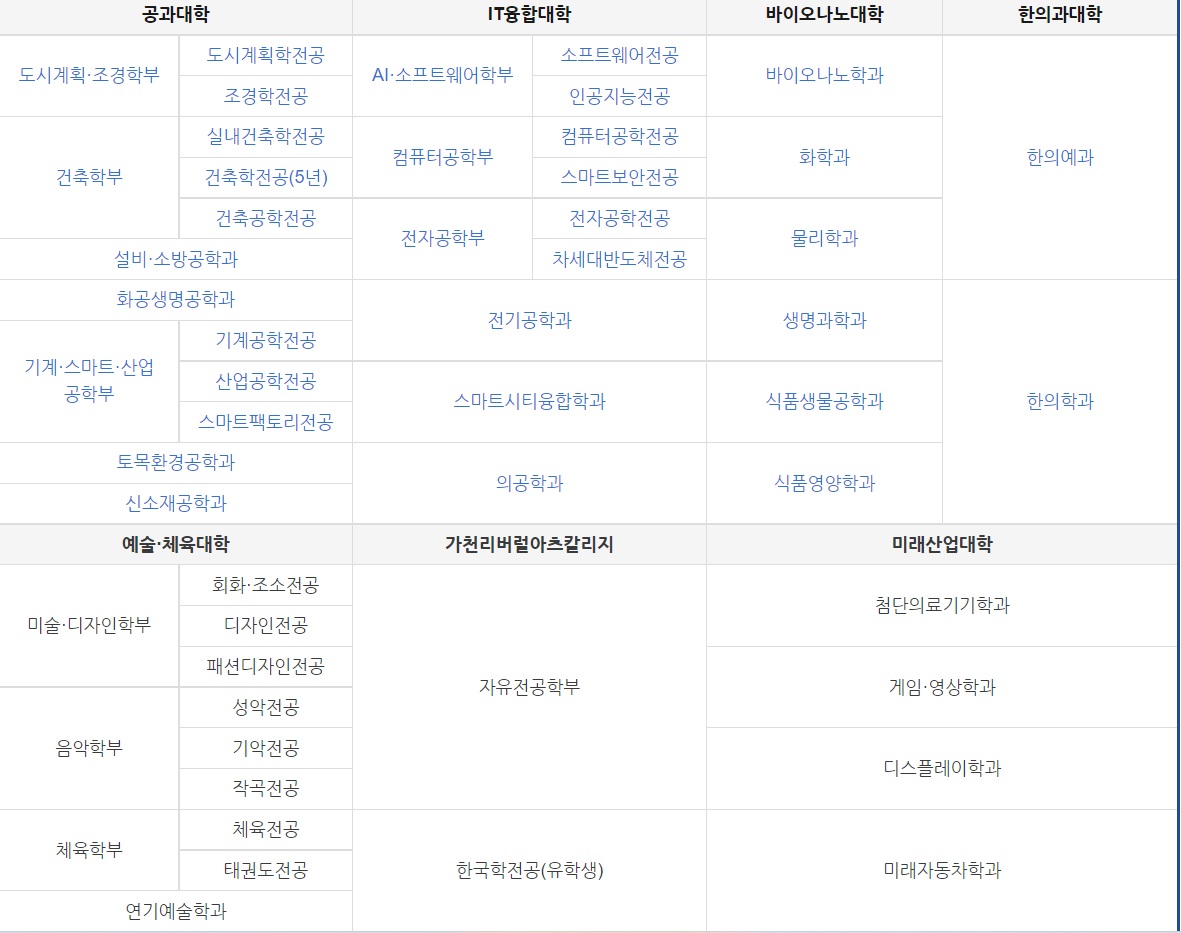 공과대학
IT융합대학
바이오나노대학
한의과대학
도시계획·조경학부
도시계획학전공
조경학전공
AI·소프트웨어학부
소프트웨어전공
인공지능전공
바이오나노학과
한의예과
건축학부
실내건축학전공
건축학전공(5년)
건축공학전공
컴퓨터공학부
컴퓨터공학전공
스마트보안전공
화학과
전자공학부
전자공학전공
차세대반도체전공
물리학과
설비·소방공학과
화공생명공학과
전기공학과
생명과학과
한의학과
기계·스마트·산업
공학부
기계공학전공
산업공학전공
스마트팩토리전공
스마트시티융합학과
식품생물공학과
토목환경공학과
의공학과
식품영양학과
신소재공학과
예술·체육대학
가천리버럴아츠칼리지
미래산업대학
미술·디자인학부
회화·조소전공
디자인전공
패션디자인전공
자유전공학부
첨단의료기기학과
게임·영상학과
음악학부
성악전공
기악전공
작곡전공
디스플레이학과
체육학부
체육전공
태권도전공
한국학전공(유학생)
미래자동차학과
연기예술학과